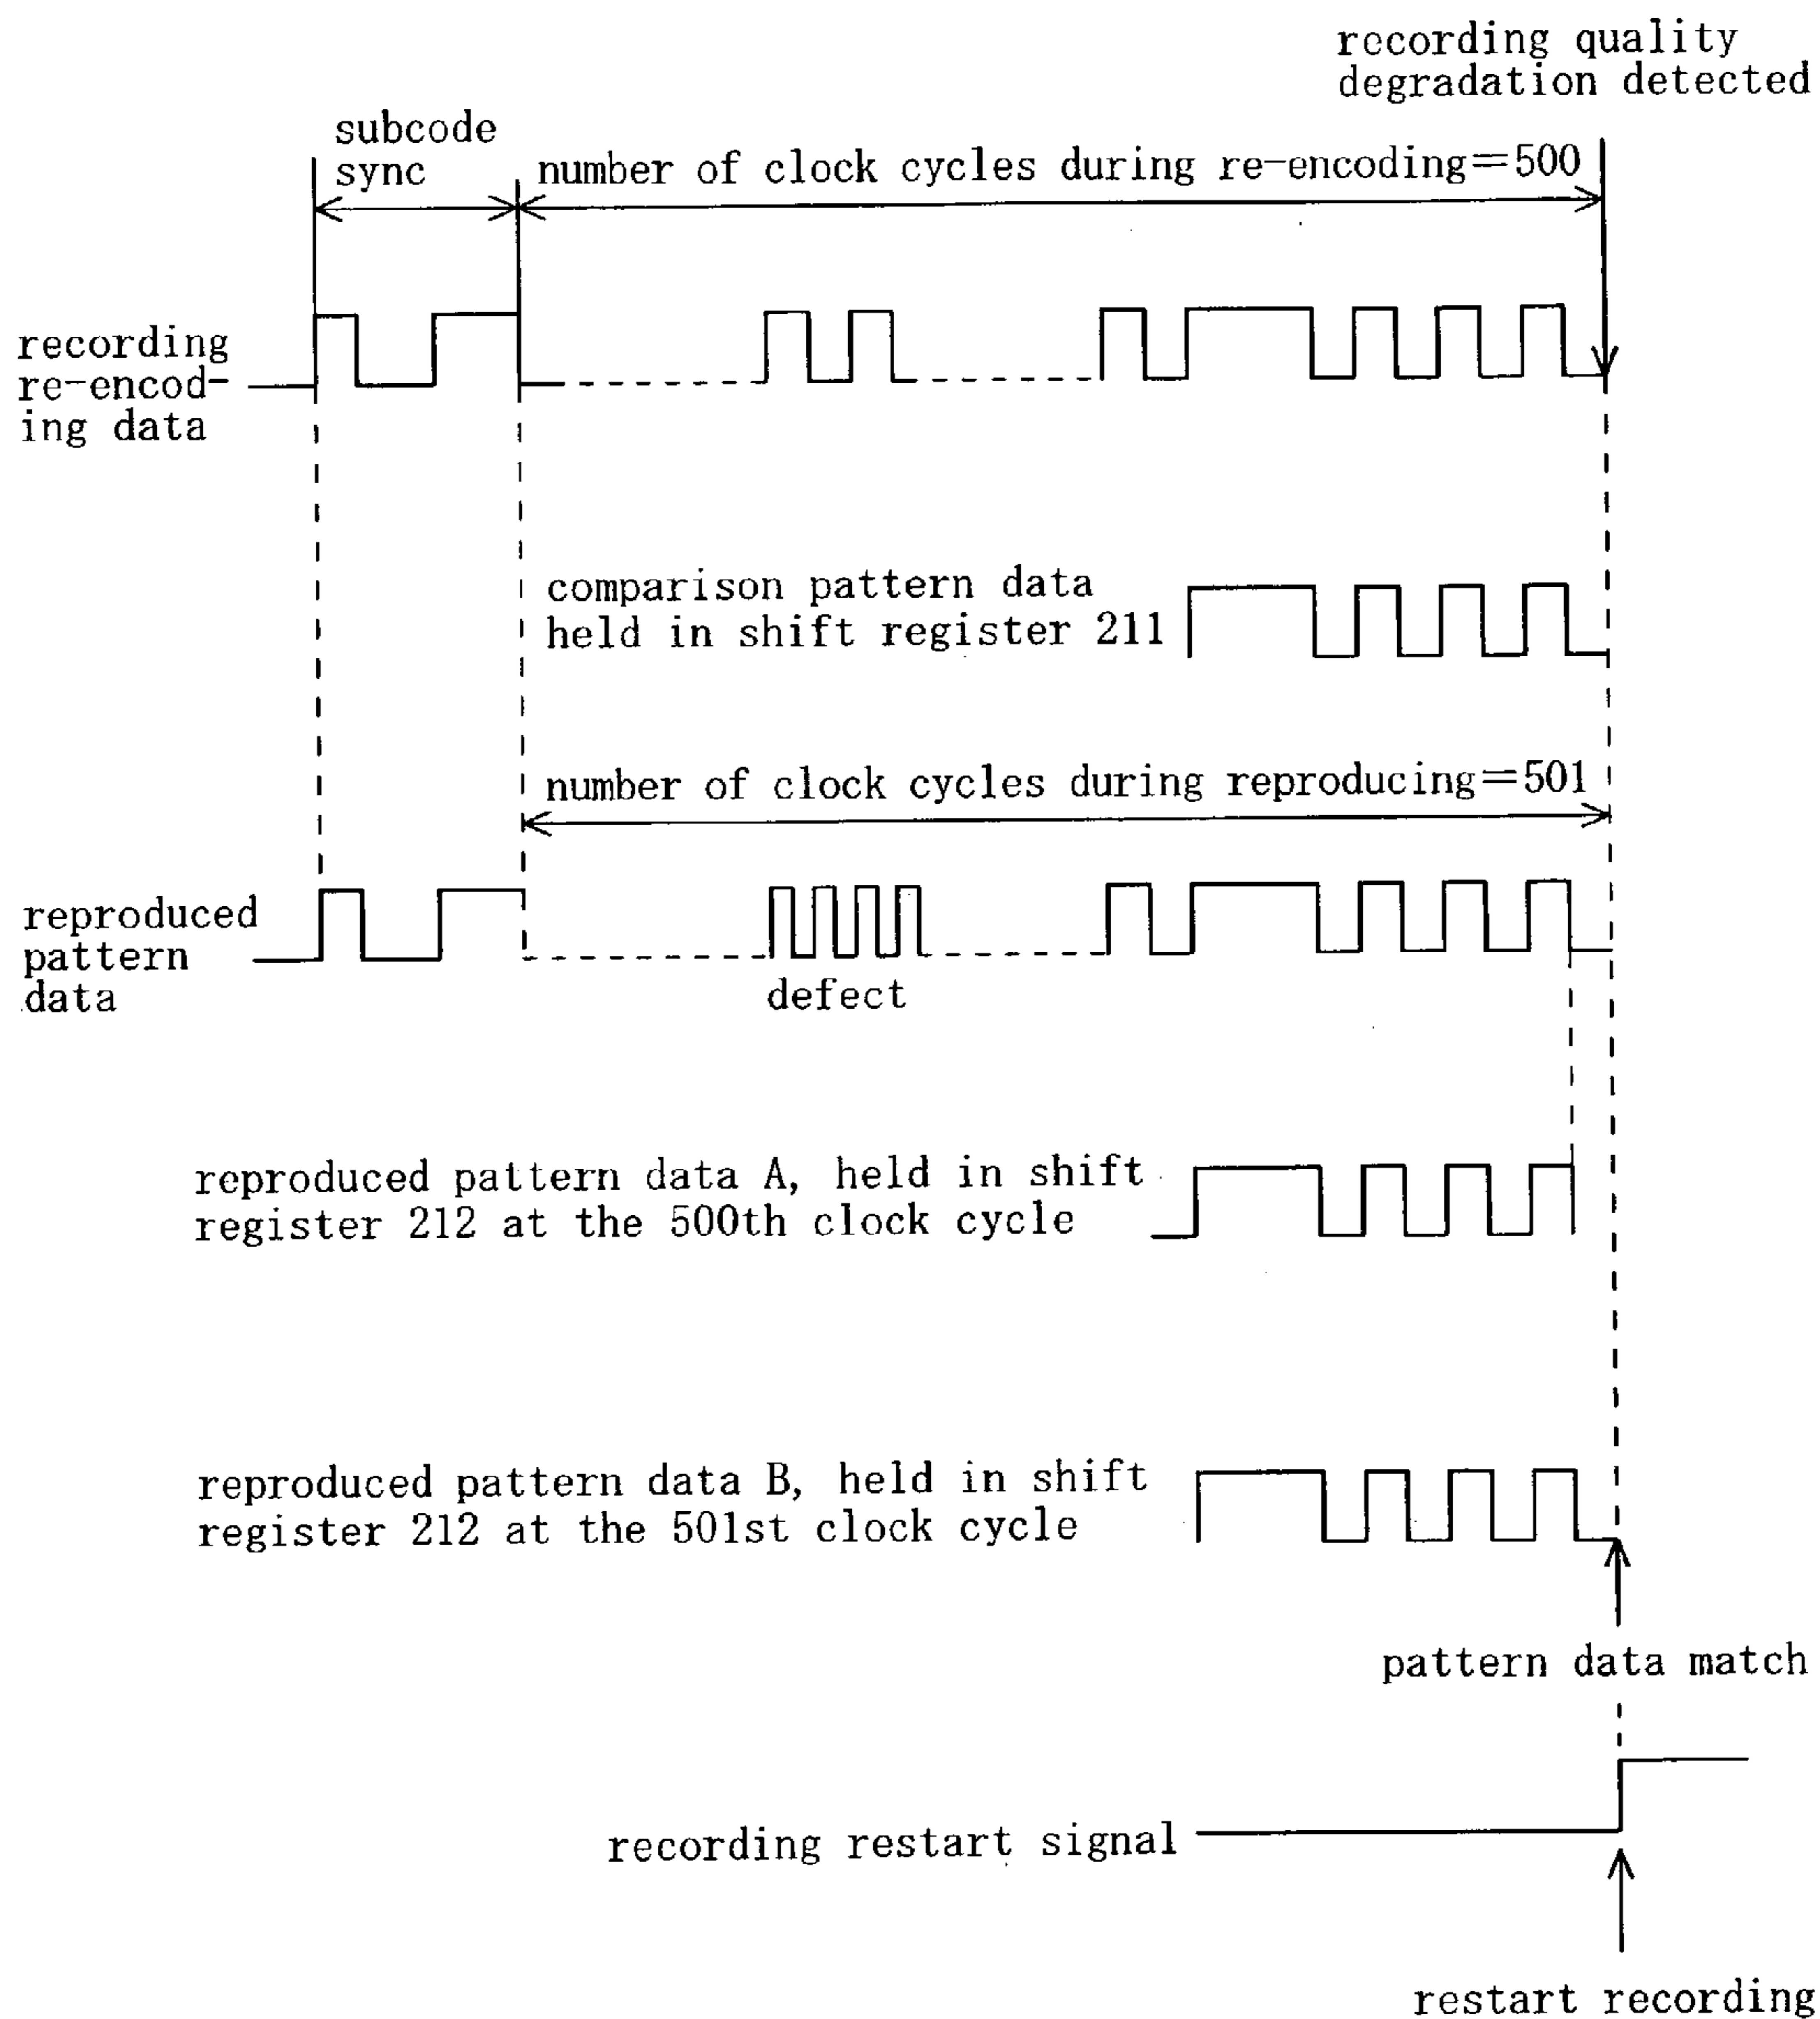 recording quality
degradation detected
subcode
sync
number of clock cycles during re-encoding=500
recording
re-encod-
ing data
comparison pattern data
held in shift register 211
number of clock cycles during reproducing=501
reproduced
pattern
data
defect
reproduced pattern data A, held in shift
register 212 at the 500th clock cycle
reproduced pattern data B, held in shift
register 212 at the 501st clock cycle
pattern data match
recording restart signal
restart recording